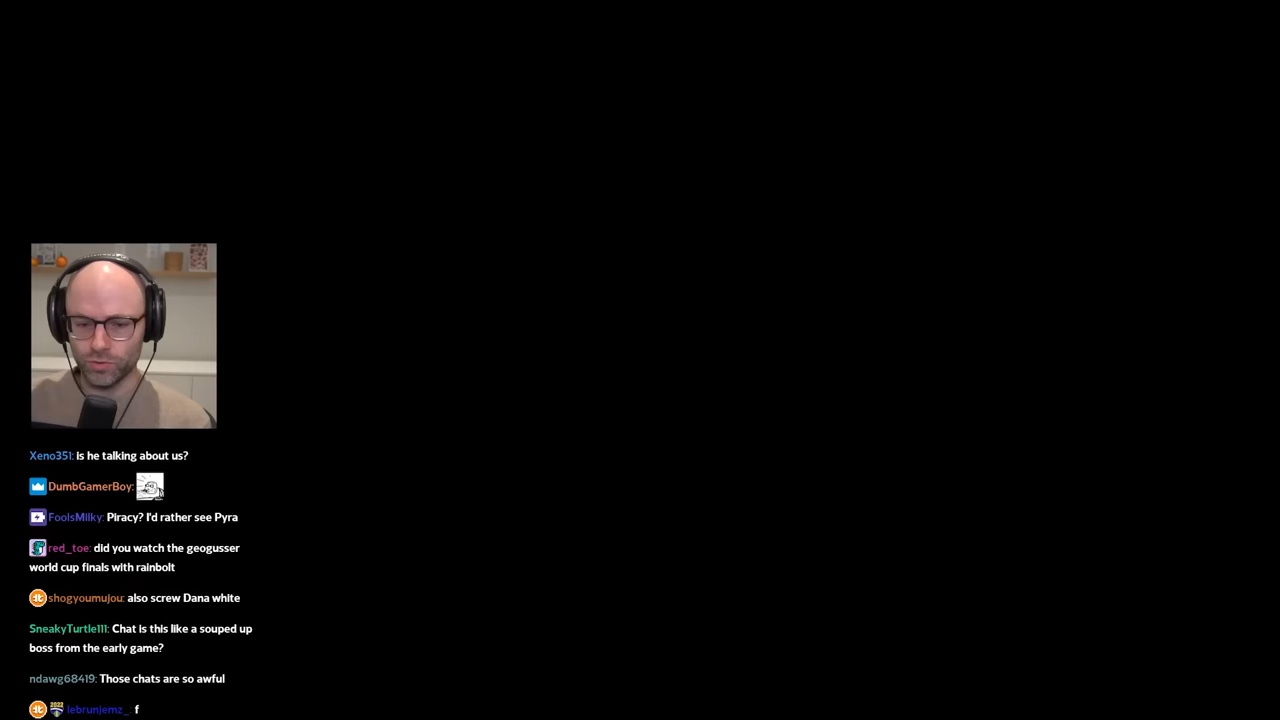 Xeno351: is he talking about us?
DumbGamerBoy:
FoolsMilky: Piracy? I'd rather see Pyra
red_toe: did you watch the geogusser
world cup finals with rainbolt
shogyoumujou: also screw Dana white
SneakyTurtle111: Chat is this like a souped up
boss from the early game?
ndawg68419: Those chats are so awful
2022 lebrunjemz_: f